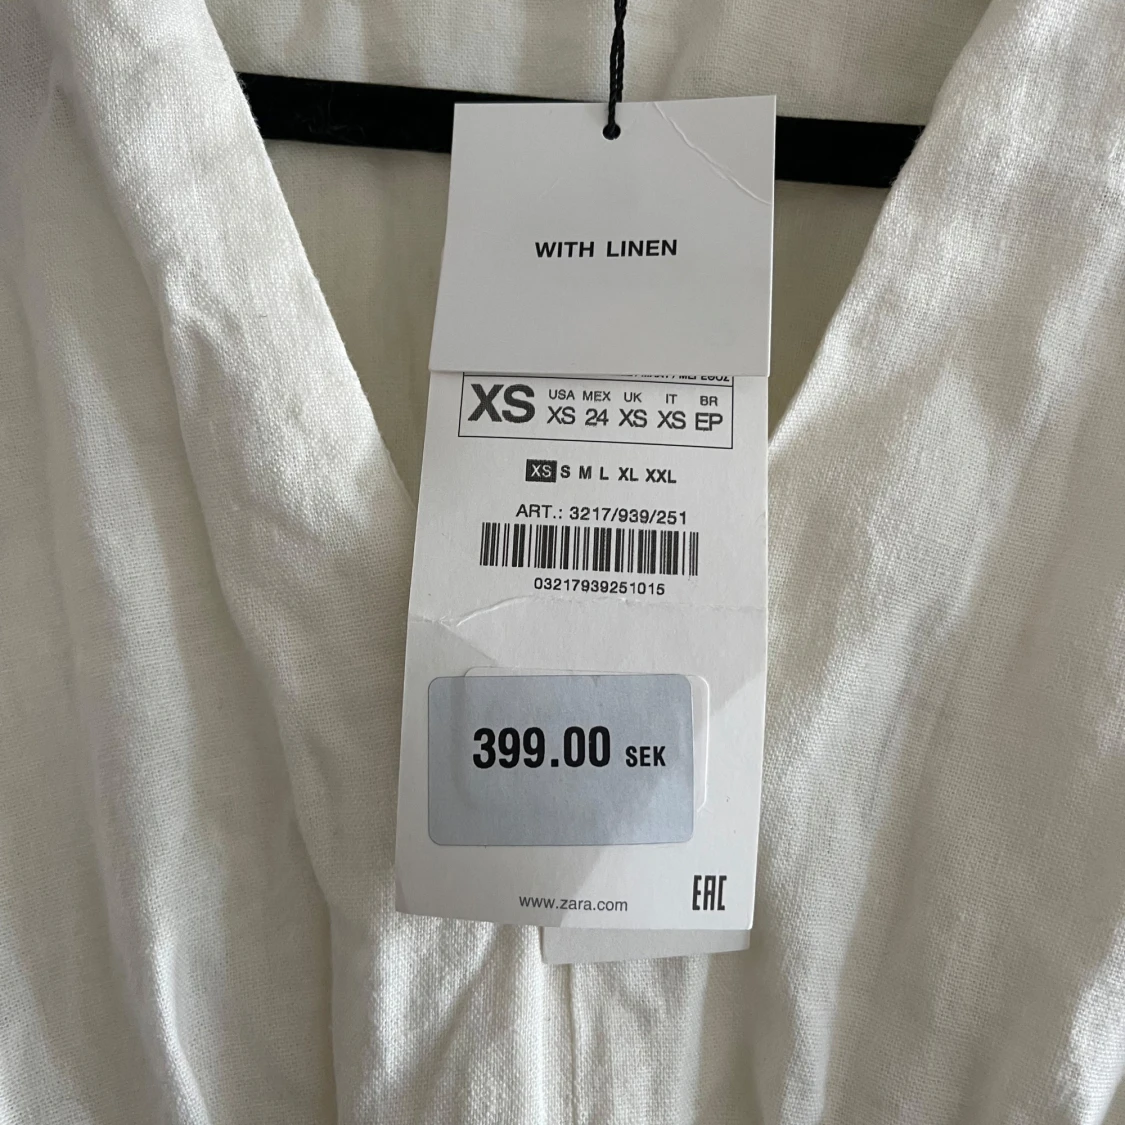 WITH LINEN
XS
USA MEX UK IT BR
XS 24 XS XS EP
XS S M L XL XXL
ART.: 3217/939/251
03217939251015
399.00 SEK
www.zara.com
EAC